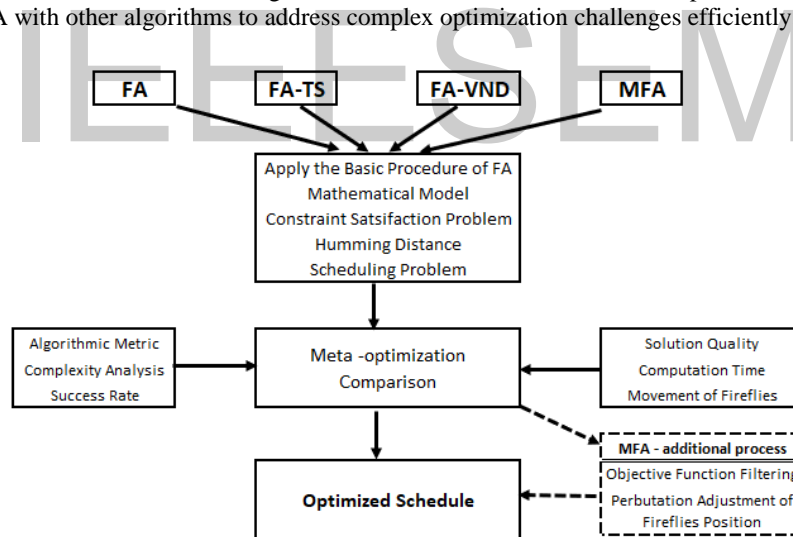 A with other algorithms to address complex optimization challenges efficiently
IEEESEM
FA
FA-TS
FA-VND
MFA
Apply the Basic Procedure of FA
Mathematical Model
Constraint Satsifaction Problem
Humming Distance
Scheduling Problem
Algorithmic Metric
Complexity Analysis
Success Rate
Meta -optimization
Comparison
Solution Quality
Computation Time
Movement of Fireflies
MFA - additional process
Objective Function Filtering
Perbutation Adjustment of
Fireflies Position
Optimized Schedule